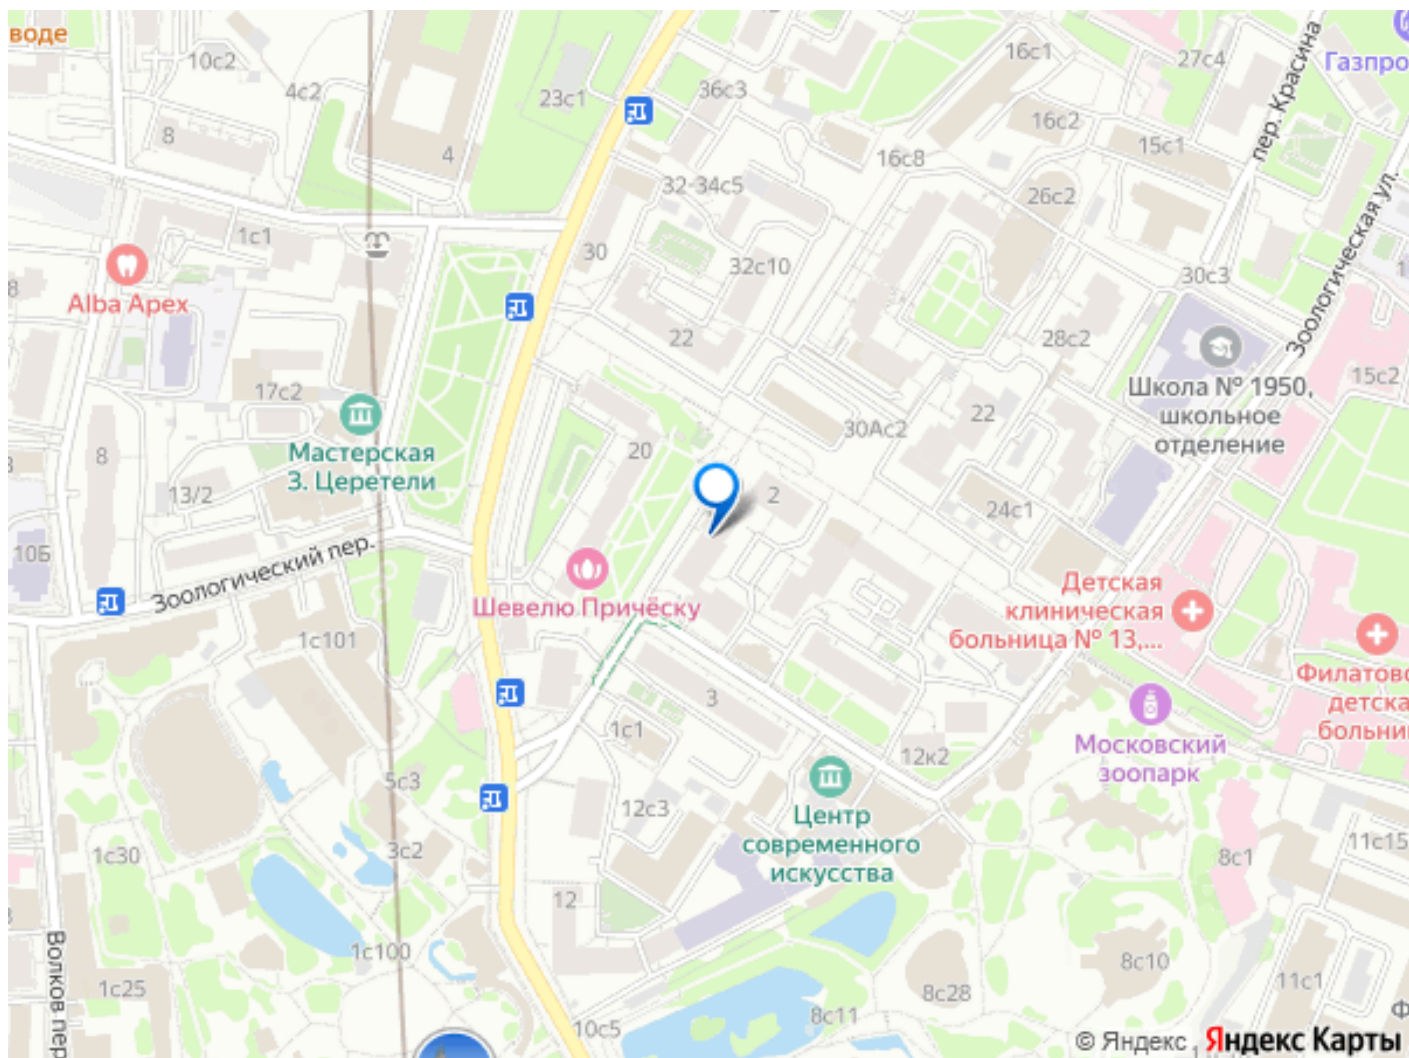 воде
10с2
4с2
8
4
23с1
36с3
16с1
27с4
Газпро
пер. Красина
16с2
15с1
16с8
32-34с5
26с2
Зоологическая ул.
1с1
30
32с10
30с3
Alba Apex
8
22
28с2
Школа № 1950,
школьное
отделение
15с2
17с2
22
30Ас2
Мастерская
З. Церетели
8
20
13/2
2
24с1
10Б
Зоологический пер.
Шевелю Причёску
Детская
клиническая
больница № 13,...
1с101
Филатовс
детска
больни
3
1с1
12к2
Московский
зоопарк
5с3
12с3
Центр
современного
искусства
3с2
1с30
8с1
11с15
12
Волков пер
1с100
1с25
8с10
11с1
8с28
8с11
10с5
Ф
© Яндекс
Яндекс Карты